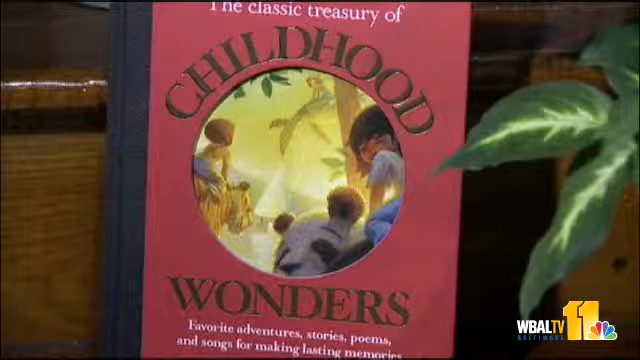 The classic treasury of
CHILDHOOD
WONDERS
Favorite adventures, stories, poems,
and songs for making lasting memories
WBALTV 11
BALTIMORE